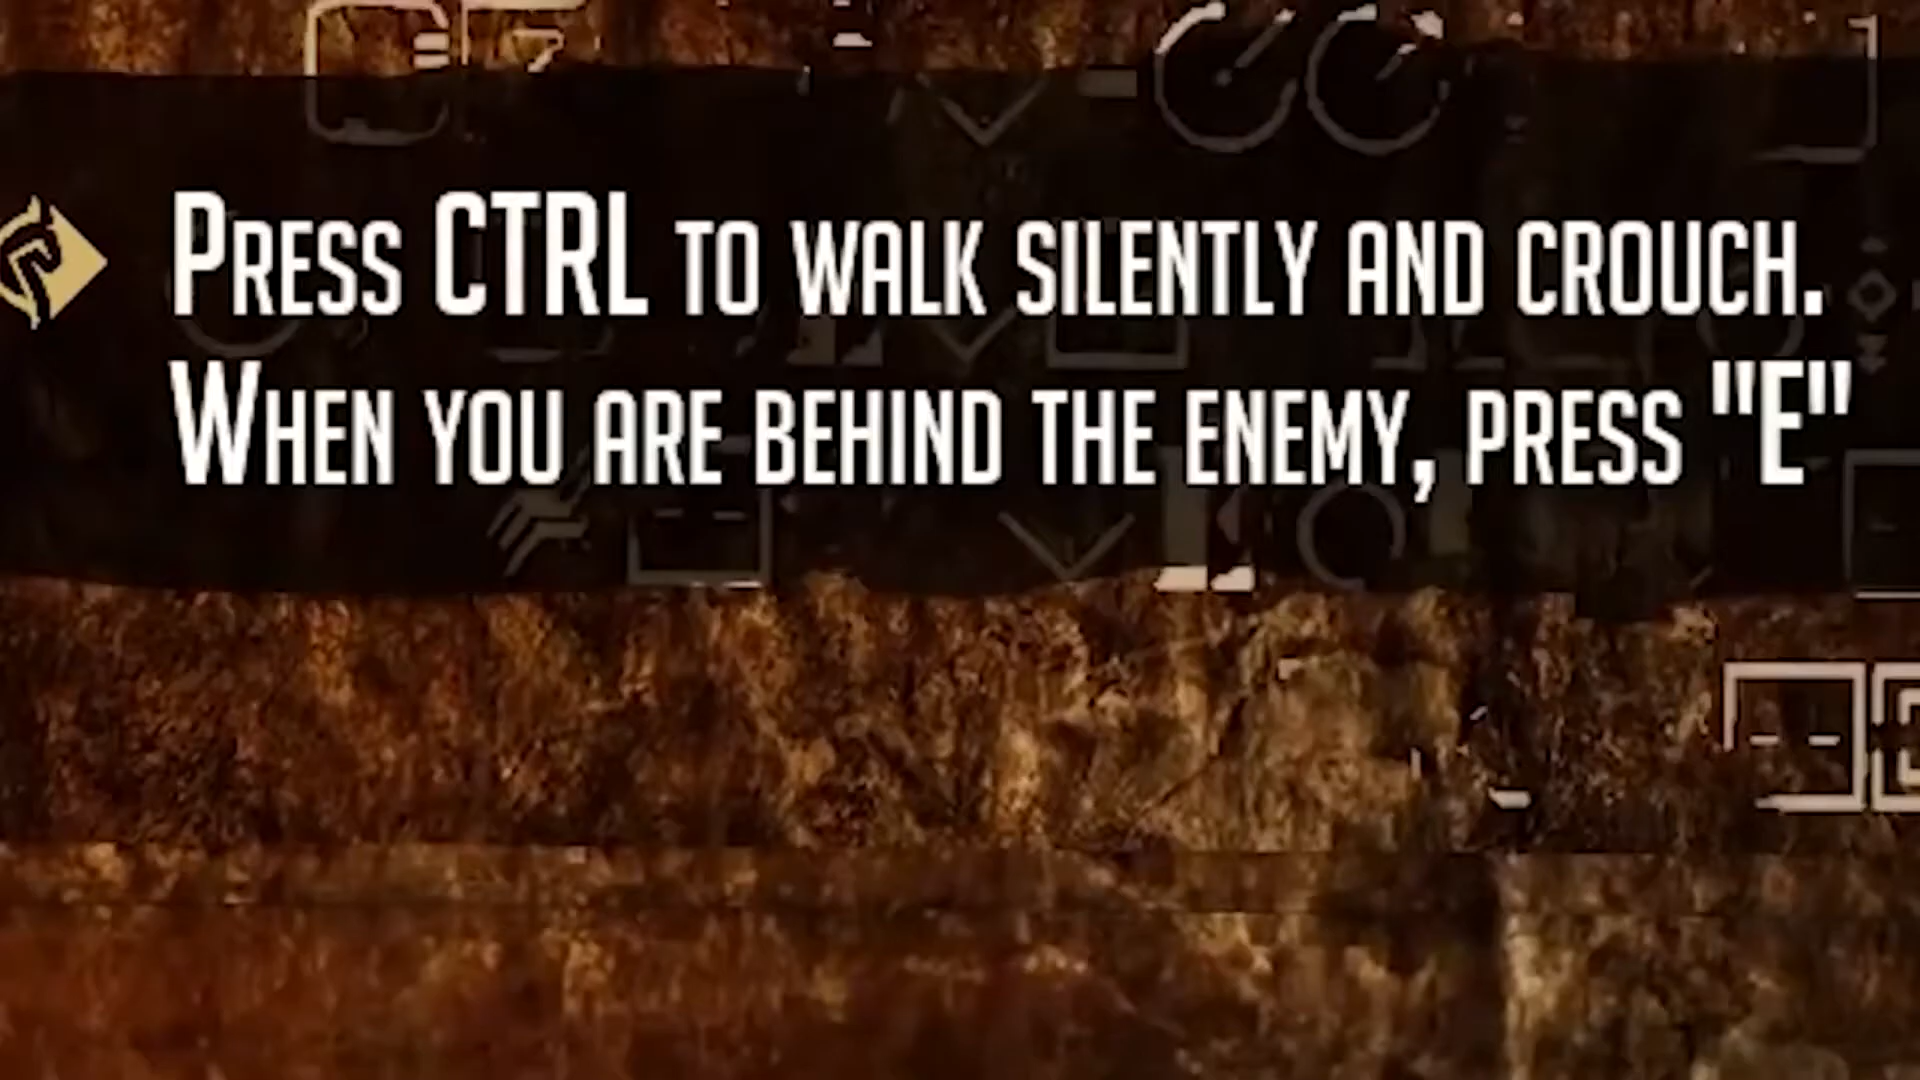 Press CTRL to walk silently and crouch.
When you are behind the enemy, press "E"